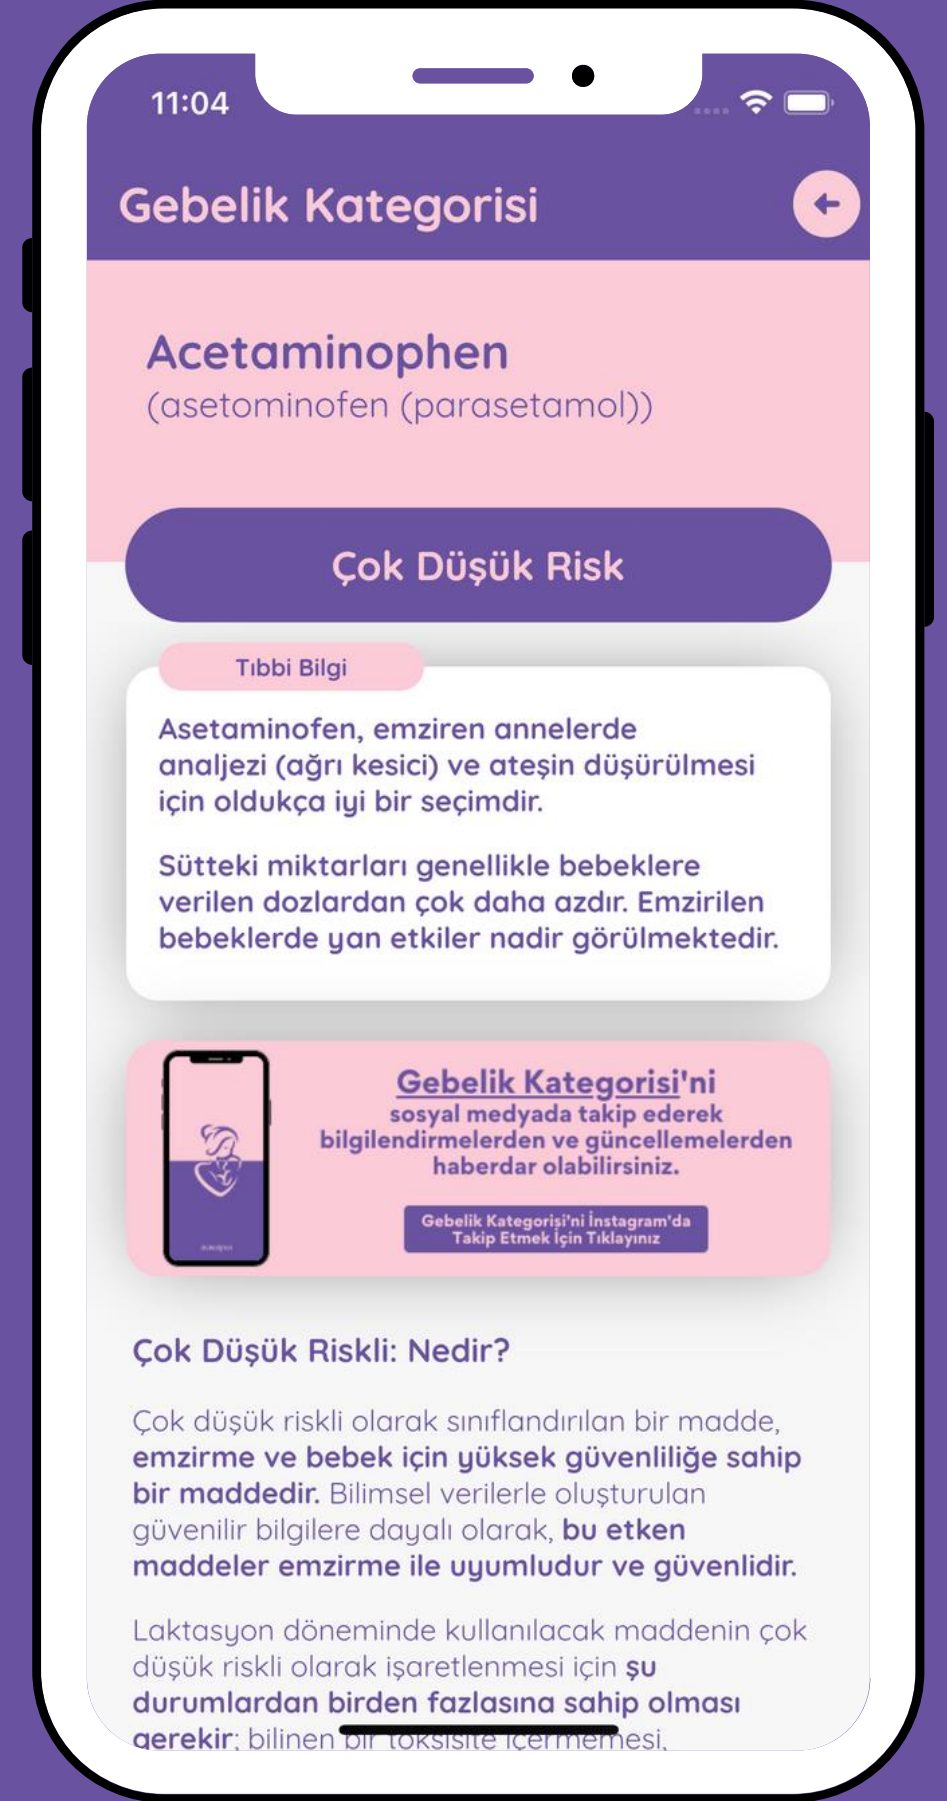 11:04
Gebelik Kategorisi
Acetaminophen
(asetominofen (parasetamol))
Çok Düşük Risk
Tıbbi Bilgi
Asetaminofen, emziren annelerde
analjezi (ağrı kesici) ve ateşin düşürülmesi
için oldukça iyi bir seçimdir.
Sütteki miktarları genellikle bebeklere
verilen dozlardan çok daha azdır. Emzirilen
bebeklerde yan etkiler nadir görülmektedir.
Gebelik Kategorisi'ni
sosyal medyada takip ederek
bilgilendirmelerden ve güncellemelerden
haberdar olabilirsiniz.
Gebelik Kategorisi'ni İnstagram'da
Takip Etmek İçin Tıklayınız
Çok Düşük Riskli: Nedir?
Çok düşük riskli olarak sınıflandırılan bir madde,
emzirme ve bebek için yüksek güvenliliğe sahip
bir maddedir. Bilimsel verilerle oluşturulan
güvenilir bilgilere dayalı olarak, bu etken
maddeler emzirme ile uyumludur ve güvenlidir.
Laktasyon döneminde kullanılacak maddenin çok
düşük riskli olarak işaretlenmesi için şu
durumlardan birden fazlasına sahip olması
gerekir; bilinen bir toksisite içermemesi,